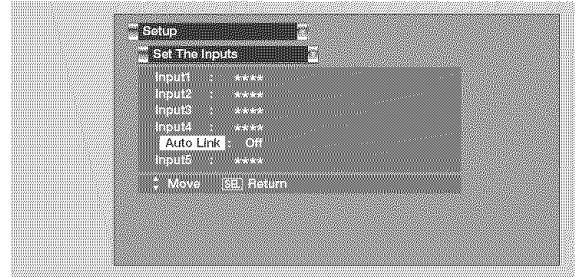 Setup
Set The Inputs
Input1 : ****
Input2 : ****
Input3 : ****
Input4 : ****
Auto Link : Off
Input5 : ****
Move SEL Return